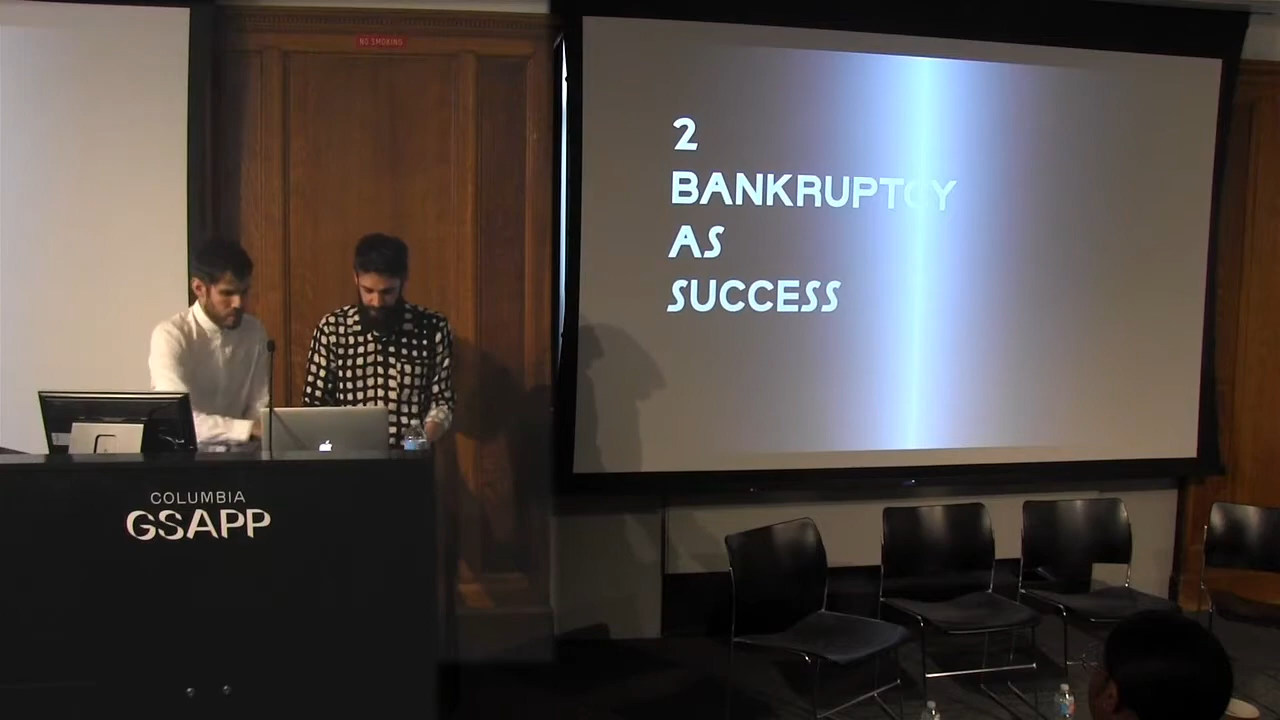 NO SMOKING
2
BANKRUPTCY
AS
SUCCESS
COLUMBIA
GSAPP